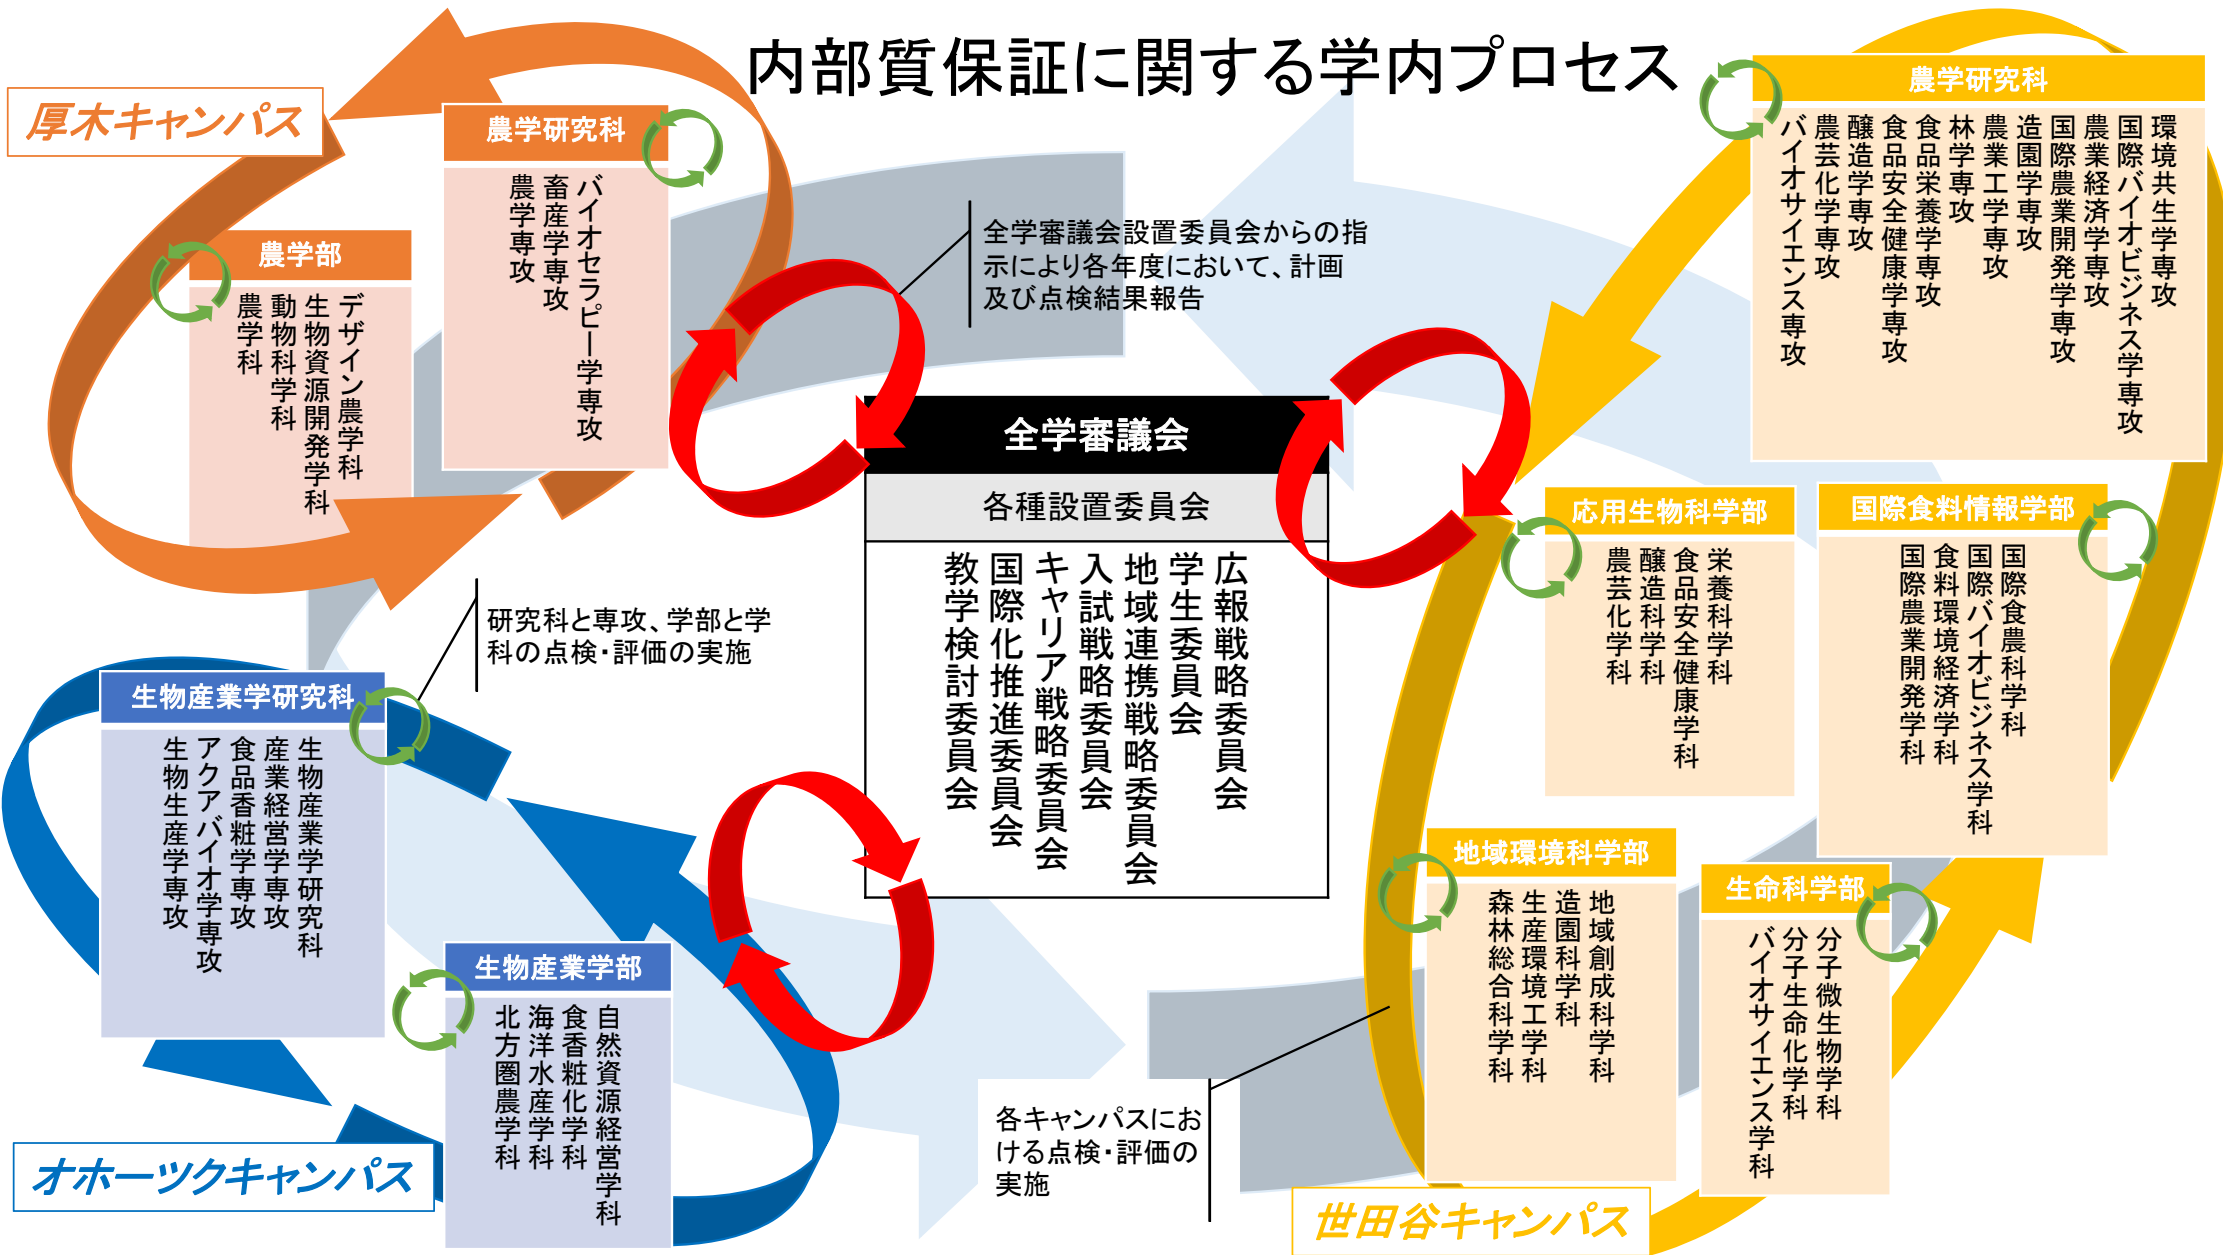 内部質保証に関する学内プロセス
厚木キャンパス
農学研究科
バイオセラピー学専攻
畜産学専攻
農学専攻
農学部
デザイン農学科
生物資源開発学科
動物科学科
農学科
全学審議会設置委員会からの指
示により各年度において、計画
及び点検結果報告
全学審議会
各種設置委員会
広報戦略委員会
学生委員会
地域連携戦略委員会
入試戦略委員会
キャリア戦略委員会
国際化推進委員会
教学検討委員会
研究科と専攻、学部と学
科の点検・評価の実施
生物産業学研究科
生物産業学研究科
産業経営学専攻
食品香粧学専攻
アクアバイオ学専攻
生物生産学専攻
生物産業学部
自然資源経営学科
食香粧化学科
海洋水産学科
北方圏農学科
オホーツクキャンパス
各キャンパスにお
ける点検・評価の
実施
農学研究科
環境共生学専攻
国際バイオビジネス学専攻
農業経済学専攻
国際農業開発学専攻
造園学専攻
農業工学専攻
林学専攻
食品栄養学専攻
食品安全健康学専攻
醸造学専攻
農芸化学専攻
バイオサイエンス専攻
応用生物科学部
栄養科学科
食品安全健康学科
醸造科学科
農芸化学科
国際食料情報学部
国際食農科学科
国際バイオビジネス学科
食料環境経済学科
国際農業開発学科
地域環境科学部
地域創成科学科
造園科学科
生産環境工学科
森林総合科学科
生命科学部
分子微生物学科
分子生命化学科
バイオサイエンス学科
世田谷キャンパス